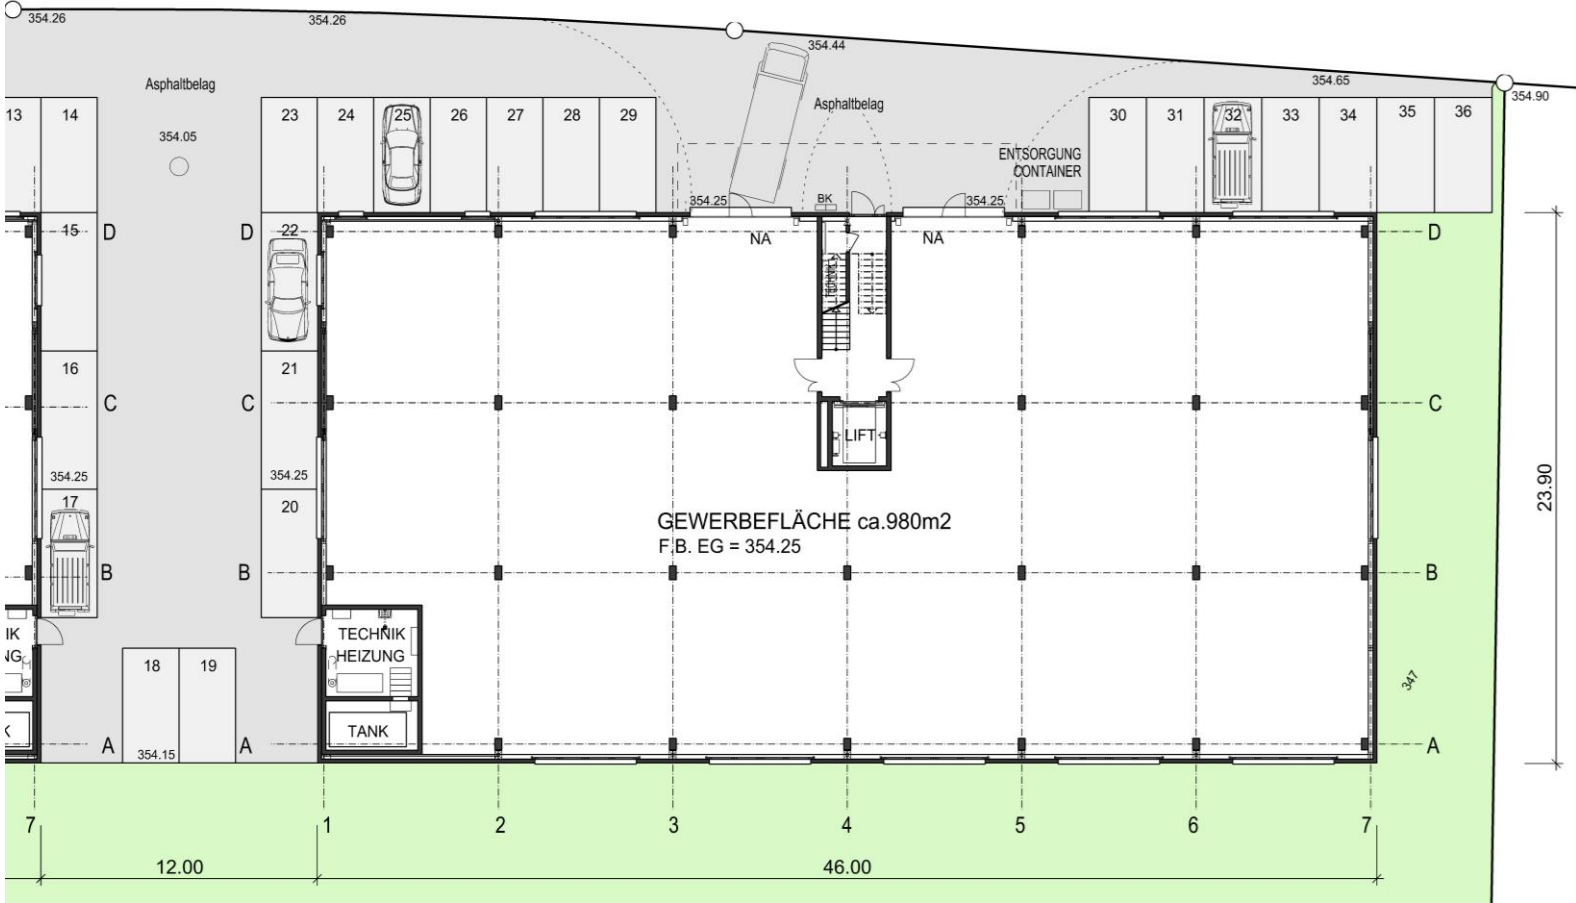 354.26
354.26
354.44
354.65
354.90
Asphaltbelag
Asphaltbelag
354.05
13
14
23
24
25
26
27
28
29
30
31
32
33
34
35
36
ENTSORGUNG
CONTAINER
354.25
BK
354.25
15
D
D
22
NA
NA
D
TECHNIK
16
21
C
C
C
LIFT
354.25
354.25
17
20
23.90
GEWERBEFLÄCHE ca.980m2
F.B. EG = 354.25
B
B
B
IK
NG
TECHNIK
HEIZUNG
18
19
347
K
TANK
A
354.15
A
A
7
1
2
3
4
5
6
7
12.00
46.00